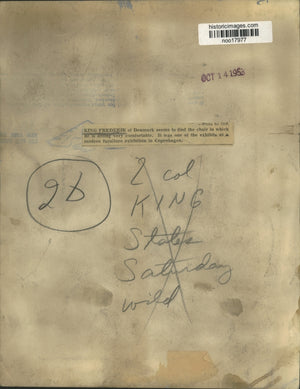 historicimages.com
noo17977
OCT 14 1953
KING FREDERIK of Denmark seems to find the chair in which
he is sitting very comfortable. It was one of the exhibits at a
modern furniture exhibition in Copenhagen.
2b
2 col
KING
States
Saturday
wild